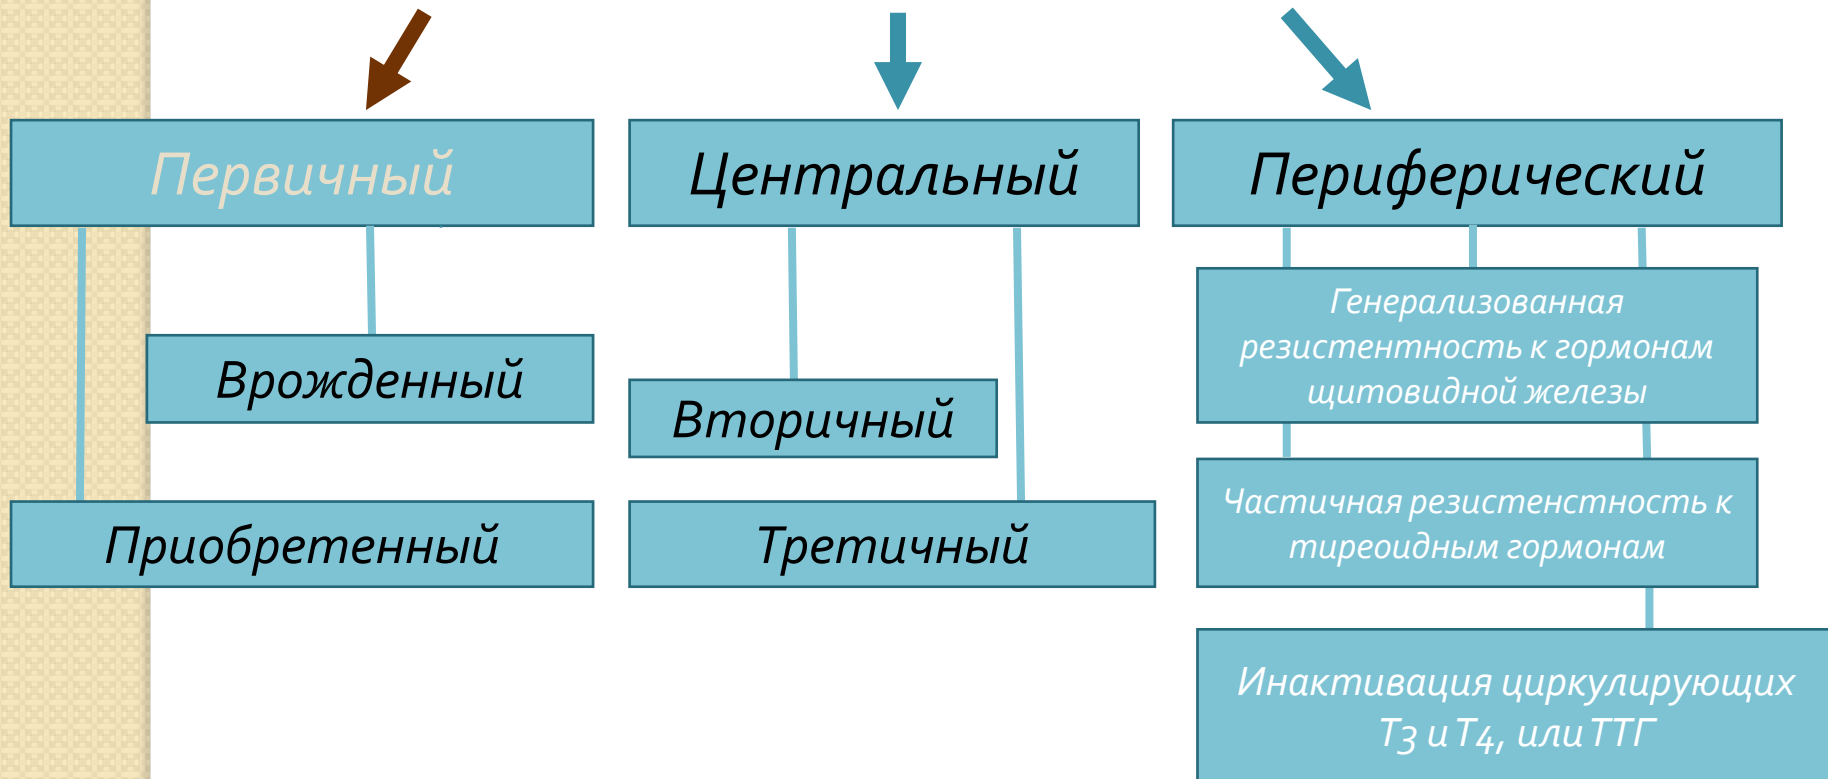 Первичный
Центральный
Периферический
Врожденный
Вторичный
Приобретенный
Третичный
Генерализованная
резистентность к гормонам
щитовидной железы
Частичная резистенстность к
тиреоидным гормонам
Инактивация циркулирующих
Т3 и Т4, или ТТГ